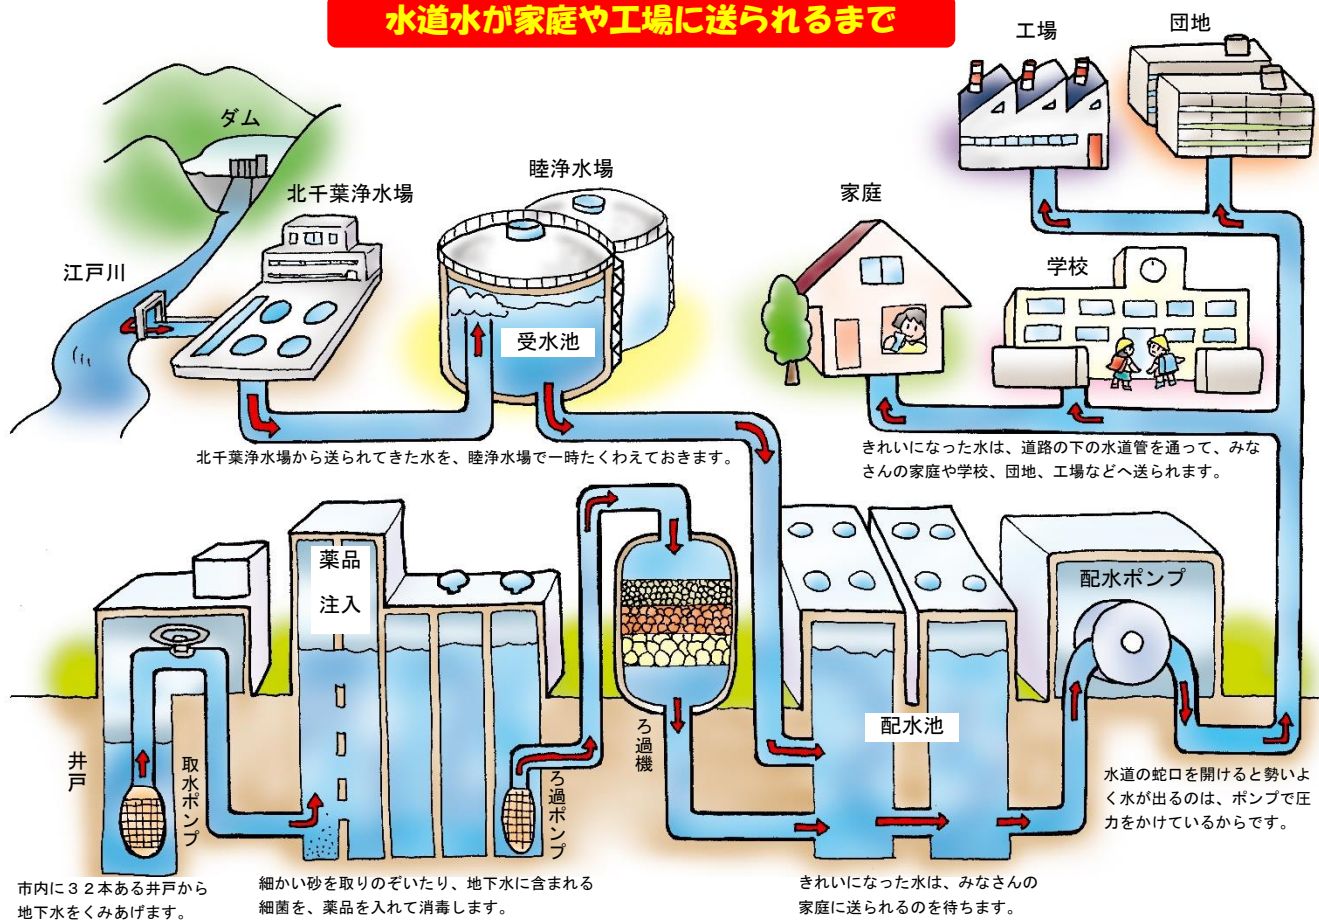 水道水が家庭や工場に送られるまで
工場
団地
ダム
北千葉浄水場
睦浄水場
家庭
江戸川
学校
受水池
北千葉浄水場から送られてきた水を、睦浄水場で一時たくわえておきます。
きれいになった水は、道路の下の水道管を通って、みな
さんの家庭や学校、団地、工場などへ送られます。
薬品
注入
配水ポンプ
配水池
井戸
取水ポンプ
ろ過ポンプ
ろ過機
水道の蛇口を開けると勢いよ
く水が出るのは、ポンプで圧
力をかけているからです。
市内に３２本ある井戸から
地下水をくみあげます。
細かい砂を取りのぞいたり、地下水に含まれる
細菌を、薬品を入れて消毒します。
きれいになった水は、みなさんの
家庭に送られるのを待ちます。